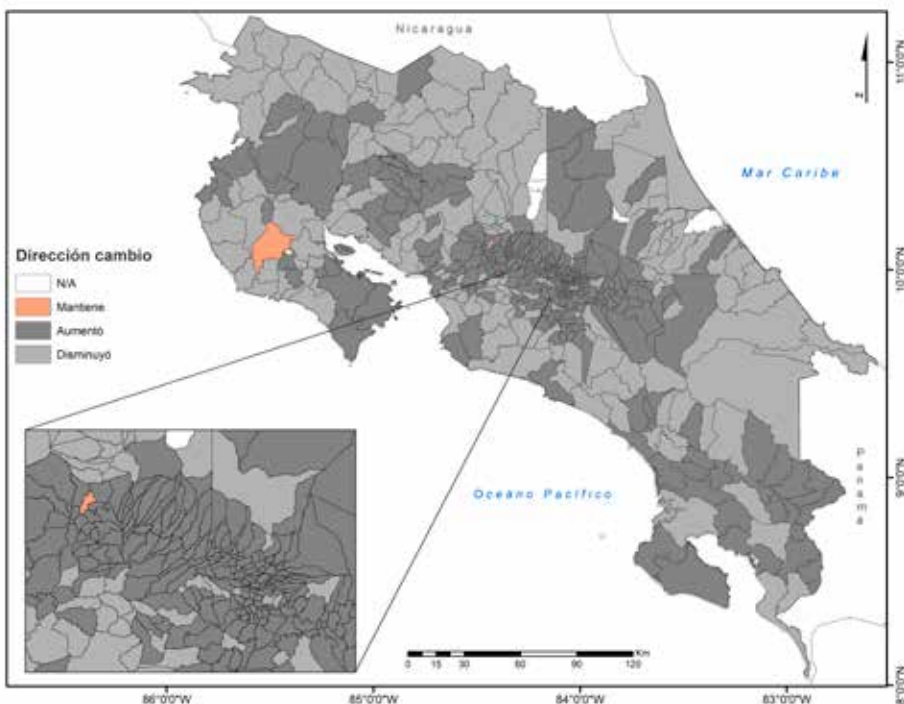 Nicaragua
N
11°0'0"N
Mar Caribe
Dirección cambio
N/A
Mantiene
Aumentó
Disminuyó
10°0'0"N
Panamá
Océano Pacífico
9°0'0"N
Km
0 15 30 60 90 120
8°0'0"N
86°0'0"W 85°0'0"W 84°0'0"W 83°0'0"W